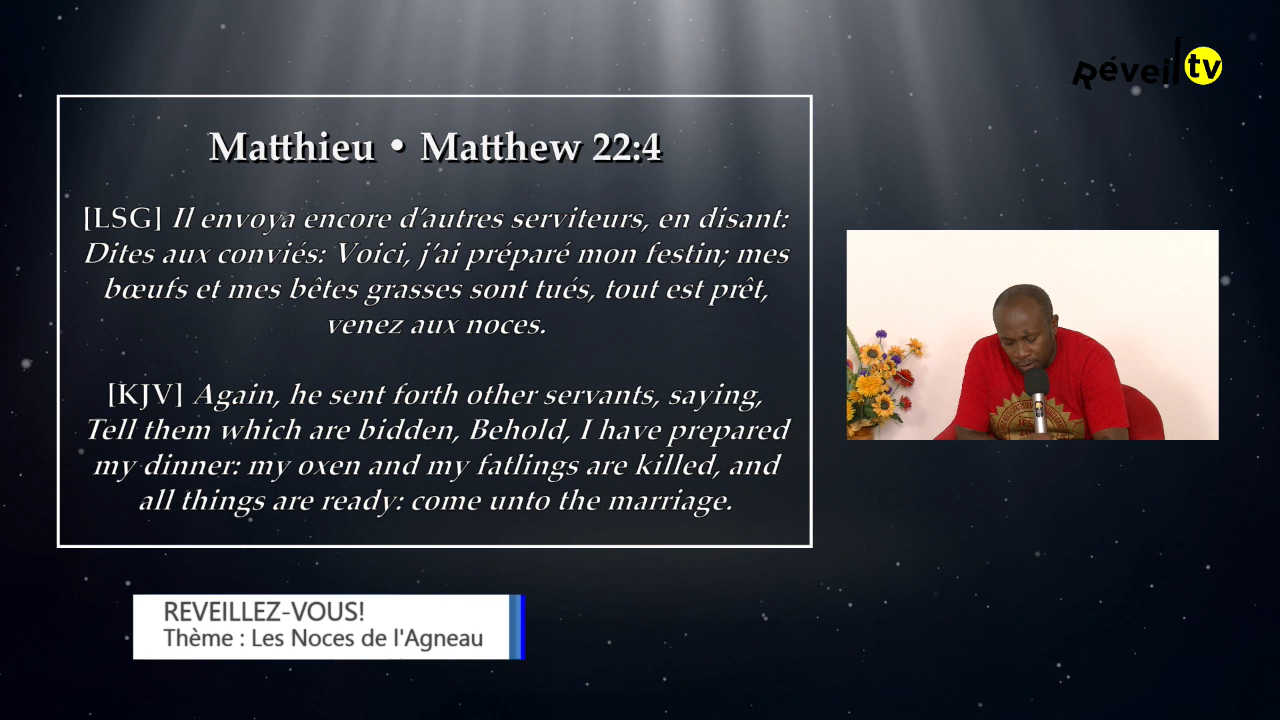 Réveil tv
Matthieu • Matthew 22:4
[LSG] Il envoya encore d'autres serviteurs, en disant:
Dites aux conviés: Voici, j'ai préparé mon festin; mes
bœufs et mes bêtes grasses sont tués, tout est prêt,
venez aux noces.
[KJV] Again, he sent forth other servants, saying,
Tell them which are bidden, Behold, I have prepared
my dinner: my oxen and my fatlings are killed, and
all things are ready: come unto the marriage.
REVEILLEZ-VOUS!
Thème : Les Noces de l'Agneau